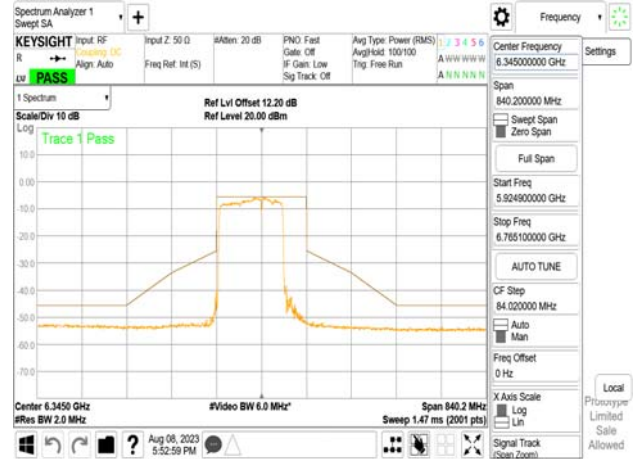 Spectrum Analyzer 1
Swept SA
Frequency
KEYSIGHT
Input: RF
Coupling: DC
Align: Auto
Input Z: 50 Ω
Freq Ref: Int (S)
#Atten: 20 dB
PNO: Fast
Gate: Off
IF Gain: Low
Sig Track: Off
Avg Type: Power (RMS)
Avg|Hold: 100/100
Trig: Free Run
1 2 3 4 5 6
A W W W W W
A N N N N N
R
LW
PASS
1 Spectrum
Scale/Div 10 dB
Ref Lvl Offset 12.20 dB
Ref Level 20.00 dBm
Log
Trace 1 Pass
10.0
0.00
-10.0
-20.0
-30.0
-40.0
-50.0
-60.0
-70.0
Center 6.3450 GHz
#Res BW 2.0 MHz
#Video BW 6.0 MHz*
Span 840.2 MHz
Sweep 1.47 ms (2001 pts)
Aug 08, 2023
5:52:59 PM
Center Frequency
6.345000000 GHz
Settings
Span
840.200000 MHz
Swept Span
Zero Span
Full Span
Start Freq
5.924900000 GHz
Stop Freq
6.765100000 GHz
AUTO TUNE
CF Step
84.020000 MHz
Auto
Man
Freq Offset
0 Hz
X Axis Scale
Log
Lin
Signal Track
(Span Zoom)
Local
Prototype
Limited
Sale
Allowed